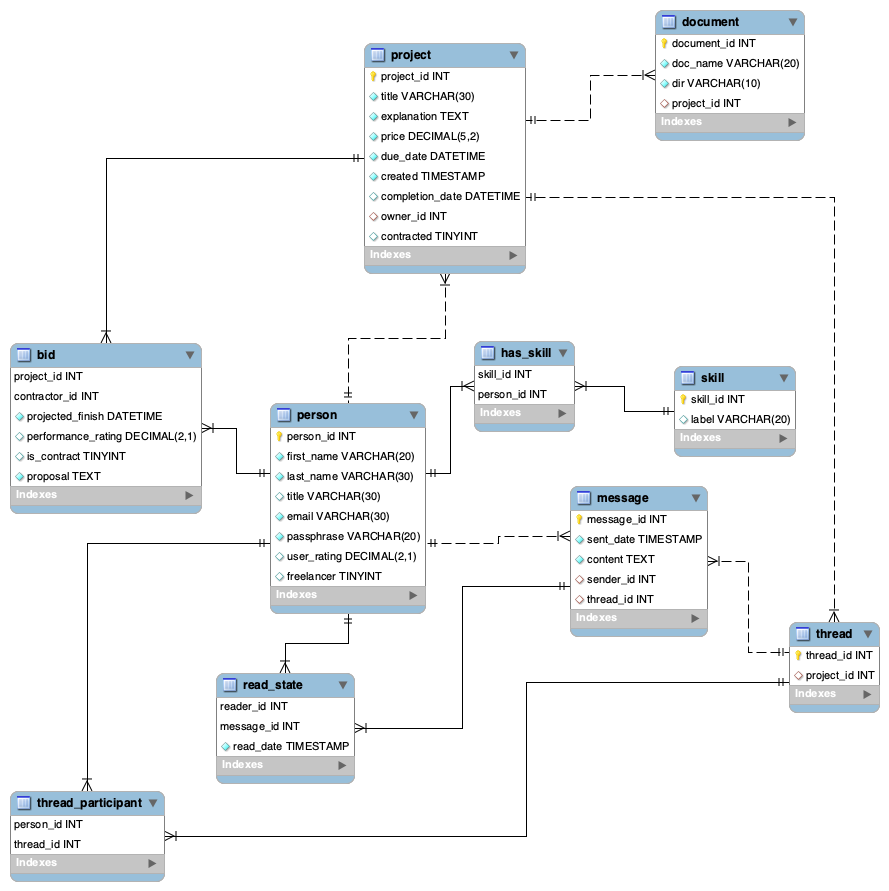 document
document_id INT
doc_name VARCHAR(20)
dir VARCHAR(10)
project_id INT
Indexes
project
project_id INT
title VARCHAR(30)
explanation TEXT
price DECIMAL(5,2)
due_date DATETIME
created TIMESTAMP
completion_date DATETIME
owner_id INT
contracted TINYINT
Indexes
bid
project_id INT
contractor_id INT
projected_finish DATETIME
performance_rating DECIMAL(2,1)
is_contract TINYINT
proposal TEXT
Indexes
has_skill
skill_id INT
person_id INT
Indexes
skill
skill_id INT
label VARCHAR(20)
Indexes
person
person_id INT
first_name VARCHAR(20)
last_name VARCHAR(30)
title VARCHAR(30)
email VARCHAR(30)
passphrase VARCHAR(20)
user_rating DECIMAL(2,1)
freelancer TINYINT
Indexes
message
message_id INT
sent_date TIMESTAMP
content TEXT
sender_id INT
thread_id INT
Indexes
thread
thread_id INT
project_id INT
Indexes
read_state
reader_id INT
message_id INT
read_date TIMESTAMP
Indexes
thread_participant
person_id INT
thread_id INT
Indexes